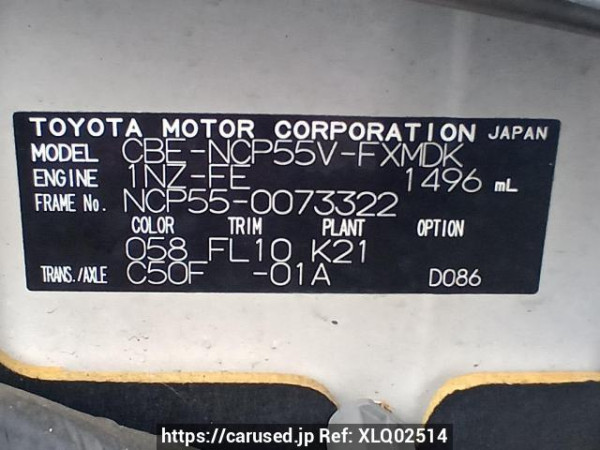 TOYOTA MOTOR CORPORATION JAPAN
MODEL CBE-NCP55V-FXMDK
ENGINE 1NZ-FE 1496 mL
FRAME No. NCP55-0073322
COLOR TRIM PLANT OPTION
058 FL10 K21
TRANS./AXLE C50F -01A D086
https://carused.jp Ref: XLQ02514